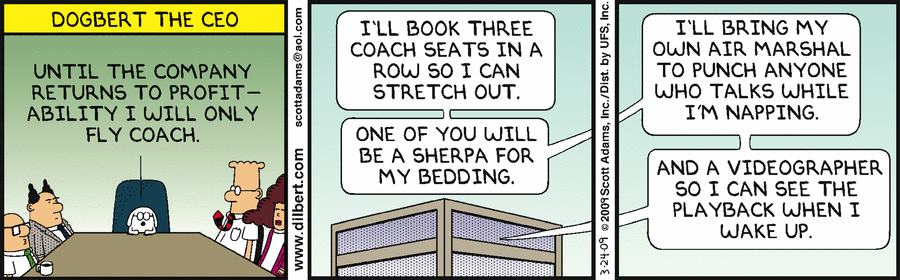 DOGBERT THE CEO
UNTIL THE COMPANY
RETURNS TO PROFIT-
ABILITY I WILL ONLY
FLY COACH.
www.dilbert.com
scottadams@aol.com
I'LL BOOK THREE
COACH SEATS IN A
ROW SO I CAN
STRETCH OUT.
ONE OF YOU WILL
BE A SHERPA FOR
MY BEDDING.
3-24-09 ©2009 Scott Adams, Inc./Dist. by UFS, Inc.
I'LL BRING MY
OWN AIR MARSHAL
TO PUNCH ANYONE
WHO TALKS WHILE
I'M NAPPING.
AND A VIDEOGRAPHER
SO I CAN SEE THE
PLAYBACK WHEN I
WAKE UP.